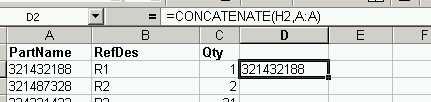 D2 = =CONCATENATE(H2,A:A)
A B C D E F
PartName RefDes Qty
321432188 R1 1 321432188
321487328 R2 2